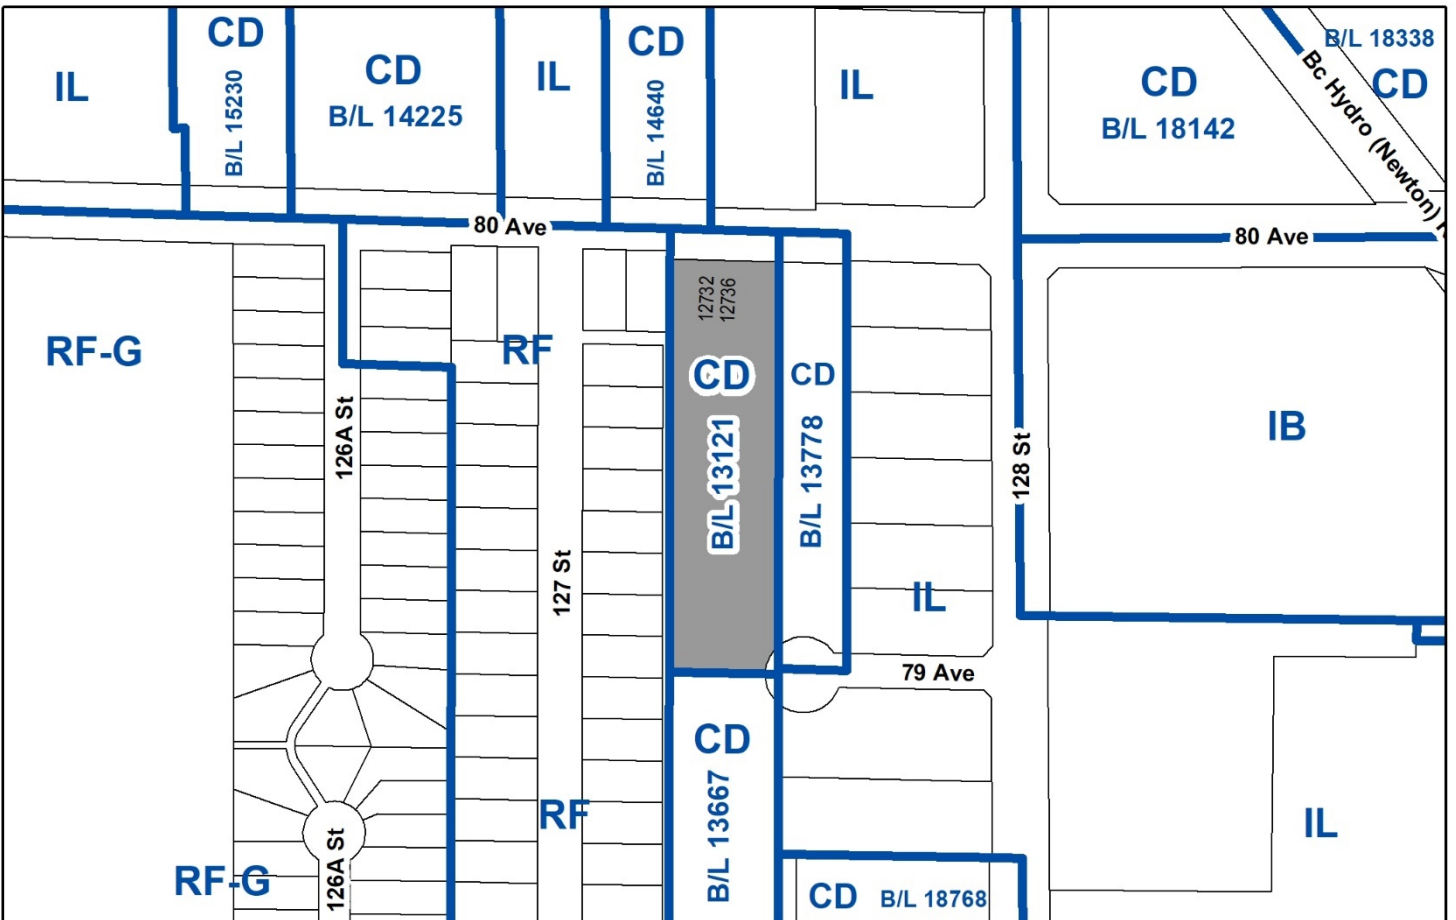 IL
CD
B/L 15230
CD
B/L 14225
IL
CD
B/L 14640
IL
CD
B/L 18142
B/L 18338
CD
Bc Hydro (Newton)
80 Ave
80 Ave
12732
12736
RF-G
RF
CD
B/L 13121
CD
B/L 13778
126A St
127 St
128 St
IB
IL
79 Ave
CD
B/L 13667
RF
IL
RF-G
126A St
CD B/L 18768